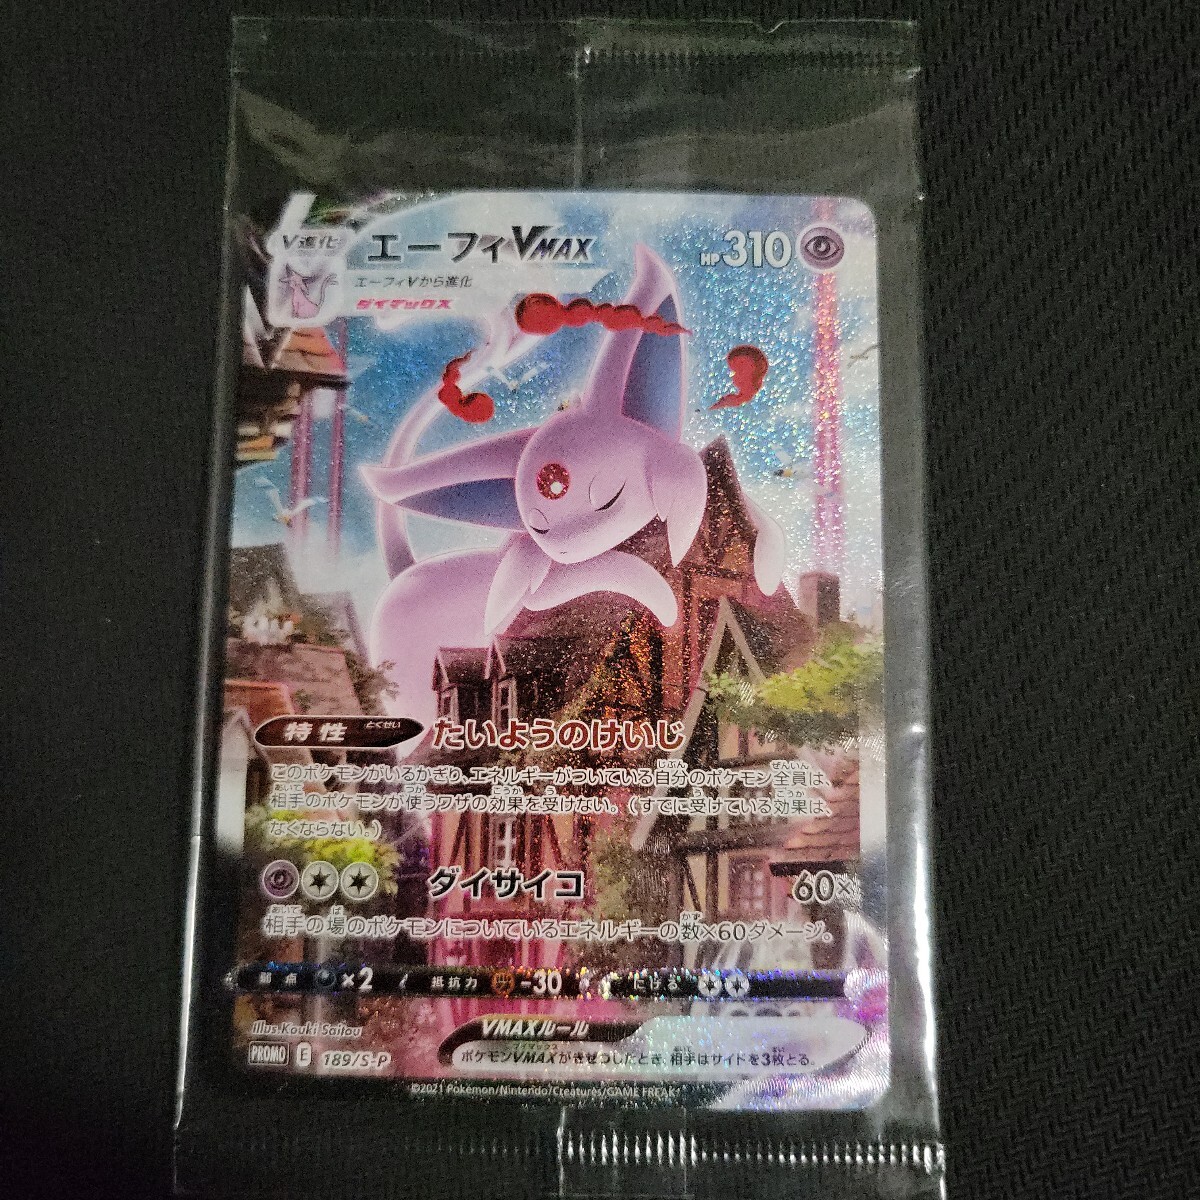 V進化
エーフィVMAX
HP310
エーフィVから進化
ダイマックス
特性 とくせい たいようのけいじ
このポケモンがいるかぎり、エネルギーがついている自分のポケモン全員は、
相手のポケモンが使うワザの効果を受けない。(すでに受けている効果は、
なくならない。)
ダイサイコ 60×
相手の場のポケモンについているエネルギーの数×60ダメージ。
弱点 ×2 抵抗力 -30 にげる
Illus. Kouki Saitou
VMAXルール
PROMO E 189/S-P
ポケモンVMAXがきぜつしたとき、相手はサイドを3枚とる。
©2021 Pokémon/Nintendo/Creatures/GAME FREAK